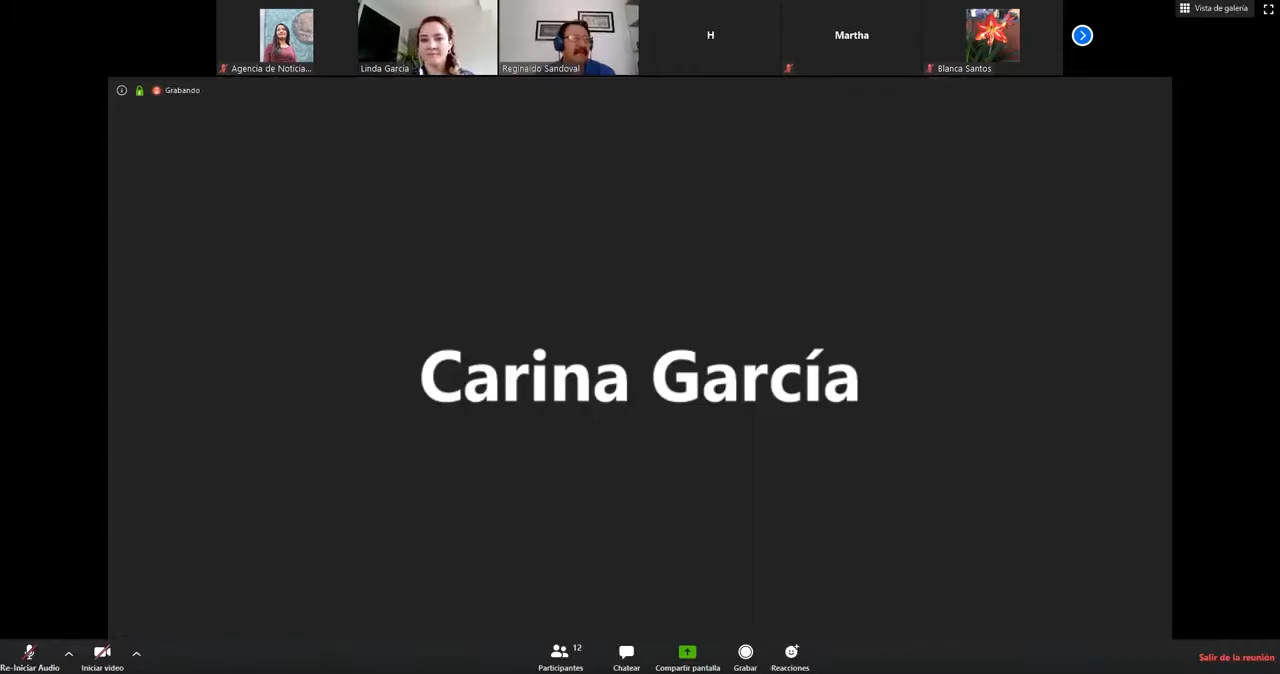 Vista de galería
H
Martha
Agencia de Noticia...
Linda García
Reginaldo Sandoval
Blanca Santos
Grabando
Carina García
12
Re-Iniciar Audio
Iniciar video
Participantes
Chatear
Compartir pantalla
Grabar
Reacciones
Salir de la reunión